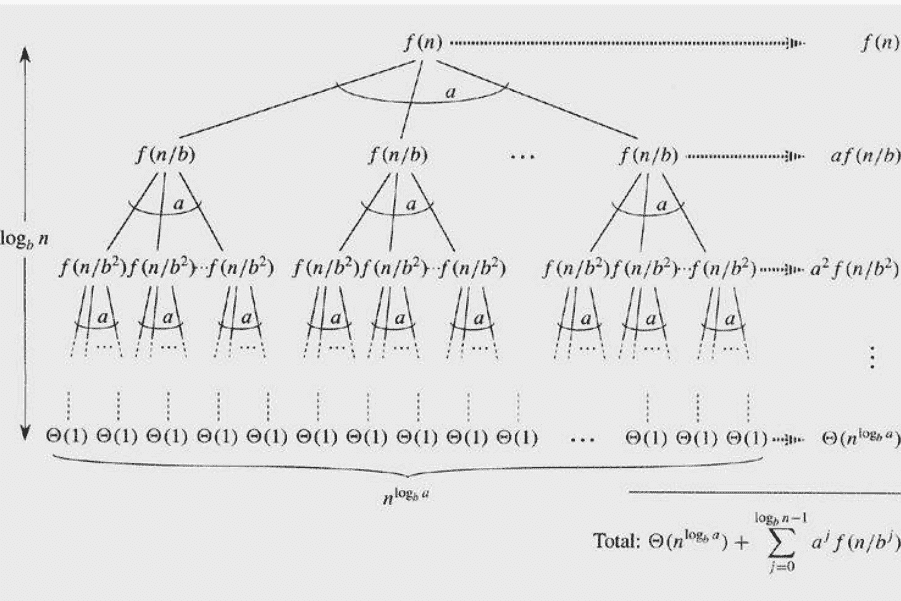 f(n) f(n)
a
f(n/b) f(n/b) ... f(n/b) af(n/b)
a a a
log_b n
f(n/b²) f(n/b²)...f(n/b²) f(n/b²) f(n/b²)...f(n/b²) f(n/b²) f(n/b²)...f(n/b²) a² f(n/b²)
a a a a a a a a a
... ... ... ... ... ... ... ... ...
⋮
Θ(1) Θ(1) Θ(1) Θ(1) Θ(1) Θ(1) Θ(1) Θ(1) Θ(1) Θ(1) ... Θ(1) Θ(1) Θ(1) Θ(n^{log_b a})
n^{log_b a}
Total: Θ(n^{log_b a}) + ∑_{j=0}^{log_b n−1} a^j f(n/b^j)